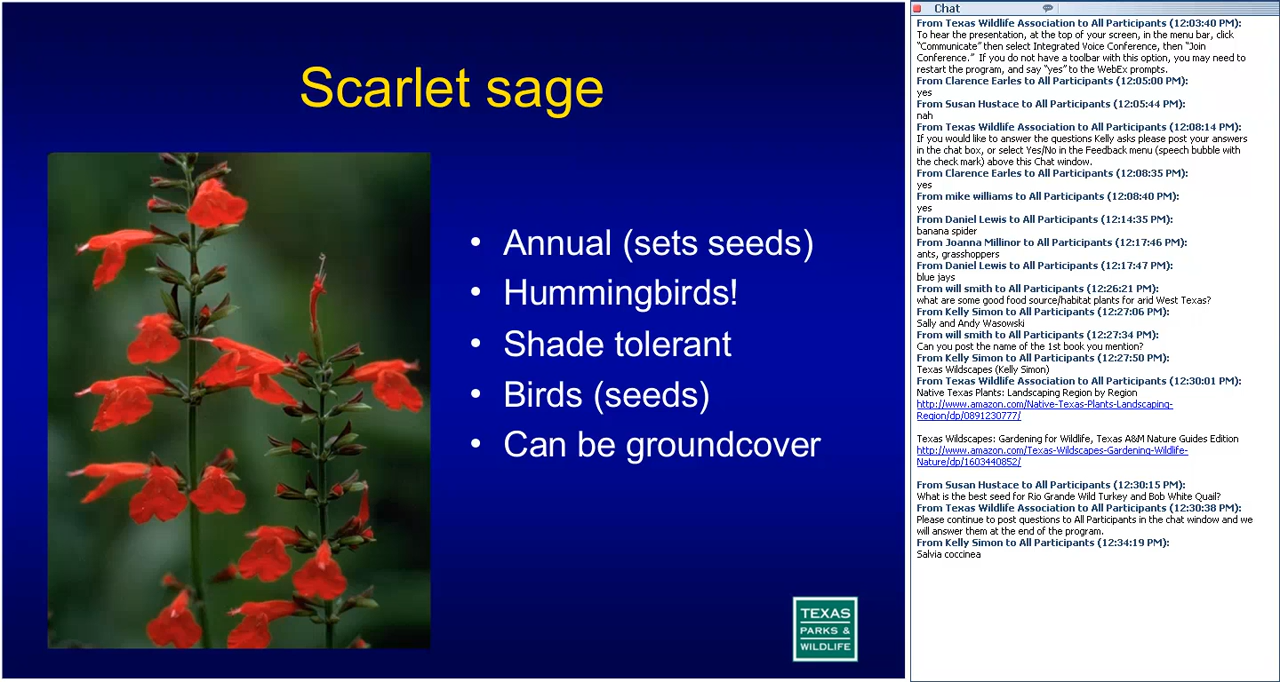 Scarlet sage
• Annual (sets seeds)
• Hummingbirds!
• Shade tolerant
• Birds (seeds)
• Can be groundcover
TEXAS
PARKS &
WILDLIFE
Chat
From Texas Wildlife Association to All Participants (12:03:40 PM):
To hear the presentation, at the top of your screen, in the menu bar, click
"Communicate" then select Integrated Voice Conference, then "Join
Conference." If you do not have a toolbar with this option, you may need to
restart the program, and say "yes" to the WebEx prompts.
From Clarence Earles to All Participants (12:05:00 PM):
yes
From Susan Hustace to All Participants (12:05:44 PM):
nah
From Texas Wildlife Association to All Participants (12:08:14 PM):
If you would like to answer the questions Kelly asks please post your answers
in the chat box, or select Yes/No in the Feedback menu (speech bubble with
the check mark) above this Chat window.
From Clarence Earles to All Participants (12:08:35 PM):
yes
From mike williams to All Participants (12:08:40 PM):
yes
From Daniel Lewis to All Participants (12:14:35 PM):
banana spider
From Joanna Millinor to All Participants (12:17:46 PM):
ants, grasshoppers
From Daniel Lewis to All Participants (12:17:47 PM):
blue jays
From will smith to All Participants (12:26:21 PM):
what are some good food source/habitat plants for arid West Texas?
From Kelly Simon to All Participants (12:27:06 PM):
Sally and Andy Wasowski
From will smith to All Participants (12:27:34 PM):
Can you post the name of the 1st book you mention?
From Kelly Simon to All Participants (12:27:50 PM):
Texas Wildscapes (Kelly Simon)
From Texas Wildlife Association to All Participants (12:30:01 PM):
Native Texas Plants: Landscaping Region by Region
http://www.amazon.com/Native-Texas-Plants-Landscaping-
Region/dp/0891230777/
Texas Wildscapes: Gardening for Wildlife, Texas A&M Nature Guides Edition
http://www.amazon.com/Texas-Wildscapes-Gardening-Wildlife-
Nature/dp/1603440852/
From Susan Hustace to All Participants (12:30:15 PM):
What is the best seed for Rio Grande Wild Turkey and Bob White Quail?
From Texas Wildlife Association to All Participants (12:30:38 PM):
Please continue to post questions to All Participants in the chat window and we
will answer them at the end of the program.
From Kelly Simon to All Participants (12:34:19 PM):
Salvia coccinea